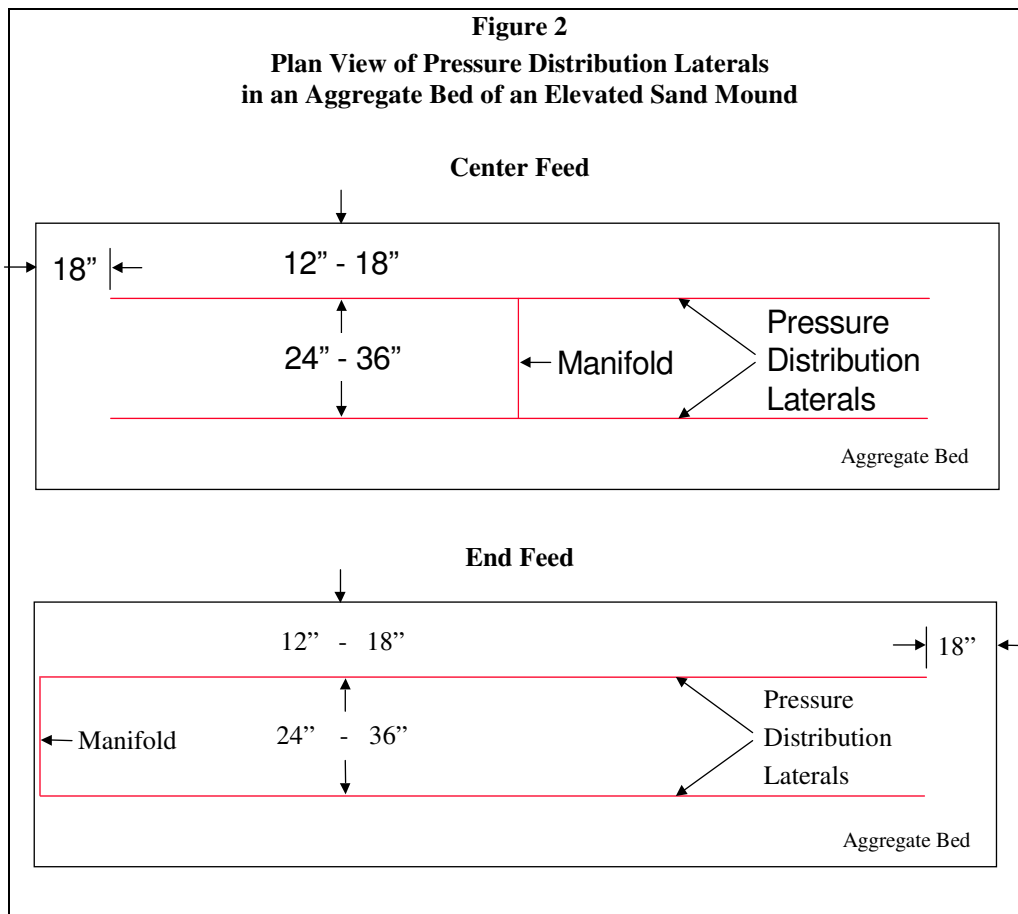 Figure 2
Plan View of Pressure Distribution Laterals
in an Aggregate Bed of an Elevated Sand Mound
Center Feed
18”
12” - 18”
24” - 36”
Manifold
Pressure
Distribution
Laterals
Aggregate Bed
End Feed
12” - 18”
18”
Manifold
24” - 36”
Pressure
Distribution
Laterals
Aggregate Bed